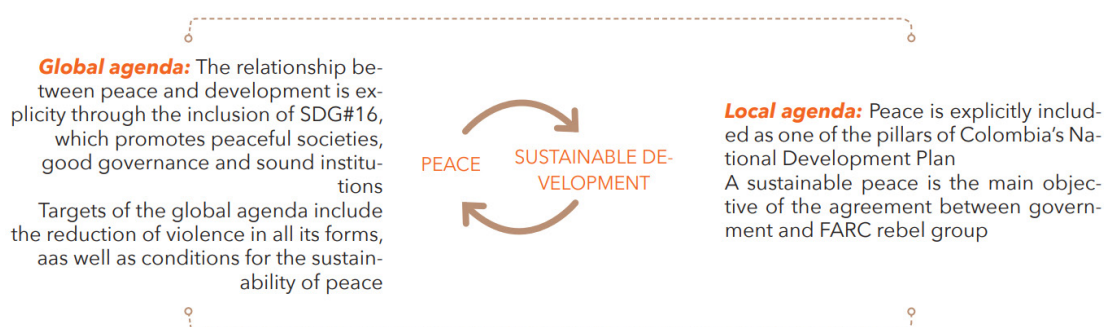 Global agenda: The relationship be-
tween peace and development is ex-
plicity through the inclusion of SDG#16,
which promotes peaceful societies,
good governance and sound institu-
tions
Targets of the global agenda include
the reduction of violence in all its forms,
aas well as conditions for the sustain-
ability of peace
PEACE
SUSTAINABLE DE-
VELOPMENT
Local agenda: Peace is explicitly includ-
ed as one of the pillars of Colombia's Na-
tional Development Plan
A sustainable peace is the main objec-
tive of the agreement between govern-
ment and FARC rebel group